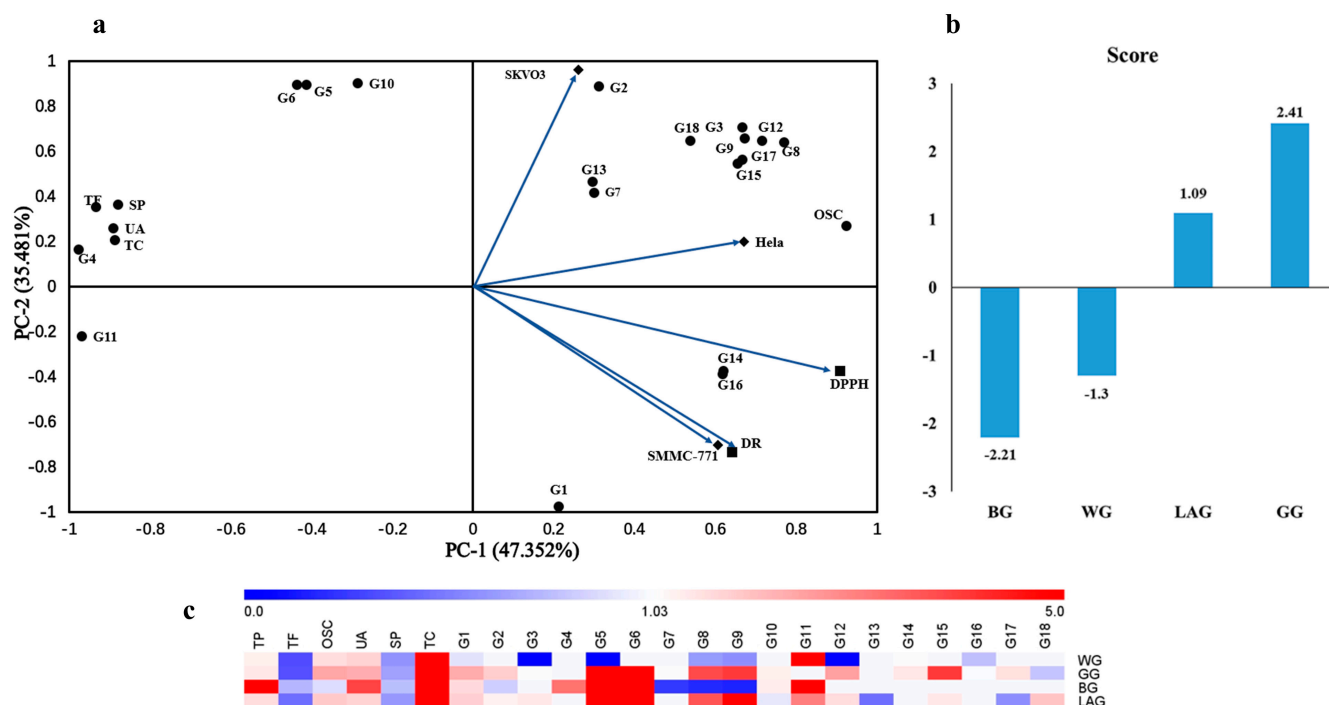 a
b
Score
1
0.8
0.6
0.4
0.2
0
-0.2
-0.4
-0.6
-0.8
-1
PC-2 (35.481%)
-1 -0.8 -0.6 -0.4 -0.2 0 0.2 0.4 0.6 0.8 1
PC-1 (47.352%)
SKVO3
G2
G6 G5 G10
G18 G3 G12
G9 G17 G8
G15
G13
G7
TF SP
UA
TC
G4
OSC
Hela
G11
G14
G16
DPPH
DR
SMMC-771
G1
3
2
1
0
-1
-2
-3
2.41
1.09
-1.3
-2.21
BG WG LAG GG
c
0.0 1.03 5.0
TP TF OSC UA SP TC G1 G2 G3 G4 G5 G6 G7 G8 G9 G10 G11 G12 G13 G14 G15 G16 G17 G18
WG
GG
BG
LAG